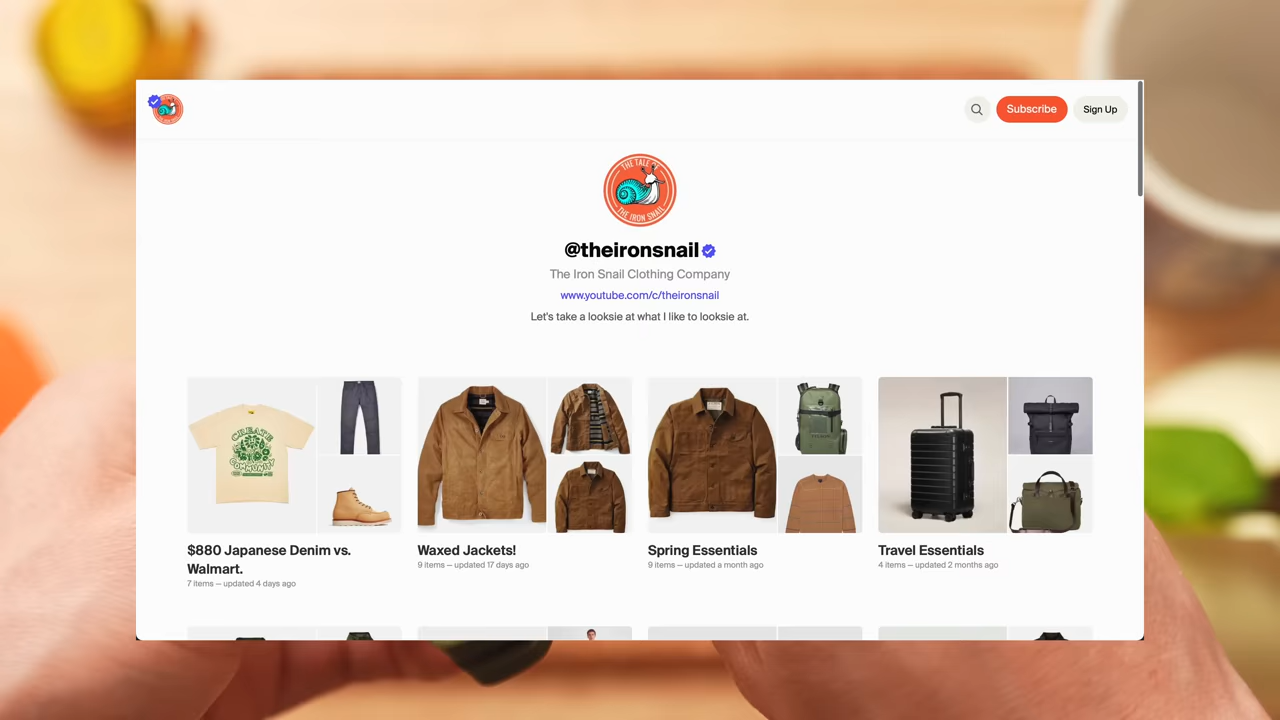 Subscribe
Sign Up
THE TALE OF
THE IRON SNAIL
@theironsnail
The Iron Snail Clothing Company
www.youtube.com/c/theironsnail
Let's take a looksie at what I like to looksie at.
CREATE
COMMUNITY
$880 Japanese Denim vs.
Walmart.
7 items — updated 4 days ago
Waxed Jackets!
9 items — updated 17 days ago
Spring Essentials
9 items — updated a month ago
Travel Essentials
4 items — updated 2 months ago